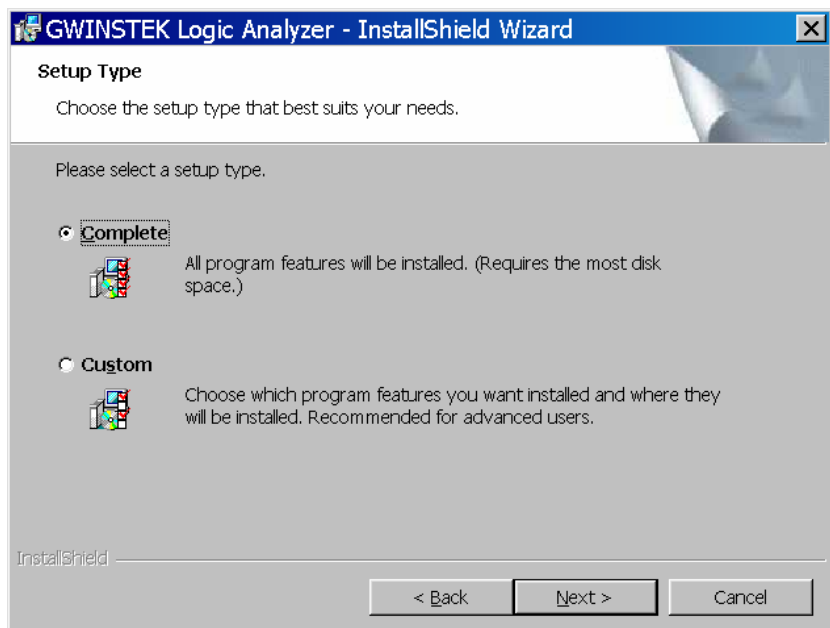 GWINSTEK Logic Analyzer - InstallShield Wizard
Setup Type
Choose the setup type that best suits your needs.
Please select a setup type.
Complete
All program features will be installed. (Requires the most disk
space.)
Custom
Choose which program features you want installed and where they
will be installed. Recommended for advanced users.
InstallShield
< Back
Next >
Cancel